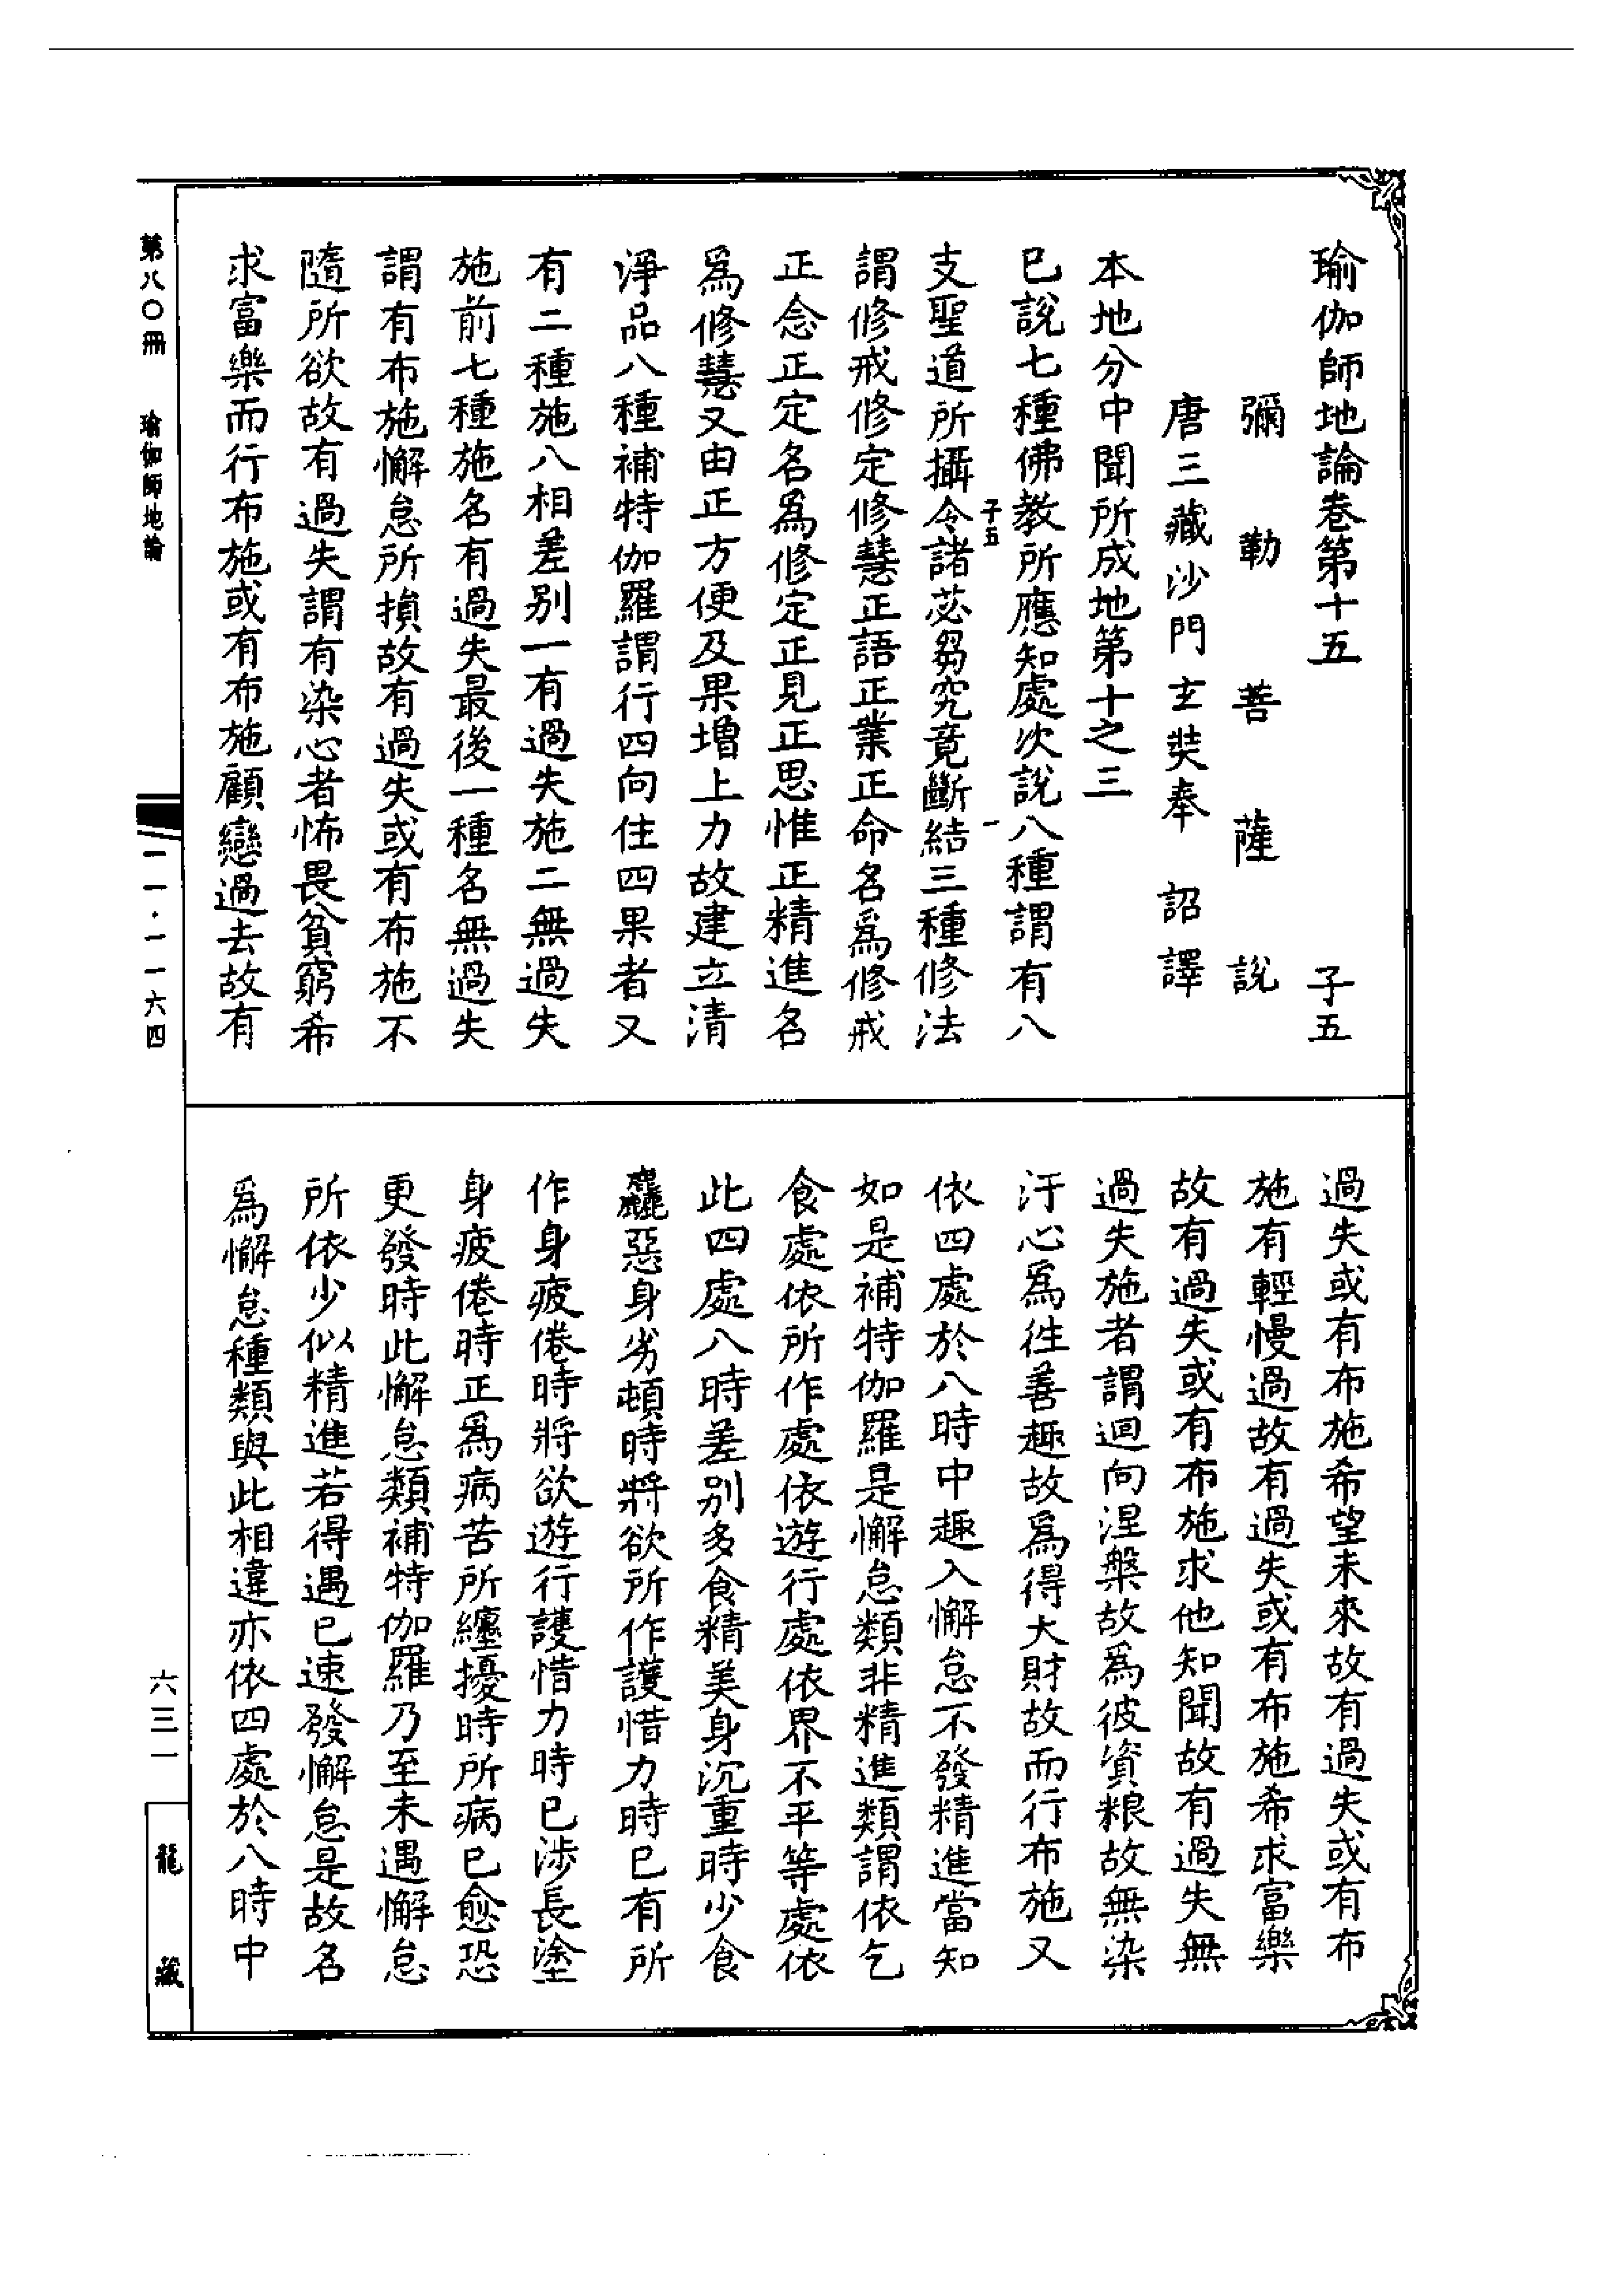 瑜伽師地論卷第十五　子五
彌勒菩薩說
唐三藏沙門玄奘奉　詔譯
本地分中聞所成地第十之三
已說七種佛教所應知處次說八種謂有八
子五　一
支聖道所攝令諸苾芻究竟斷結三種修法
謂修戒修定修慧正語正業正命名為修戒
正念正定名為修定正見正思惟正精進名
為修慧又由正方便及果增上力故建立清
淨品八種補特伽羅謂行四向住四果者又
有二種施八相差別一有過失施二無過失
施前七種施名有過失最後一種名無過失
謂有布施懈怠所損故有過失或有布施不
隨所欲故有過失謂有染心者怖畏貧窮希
求富樂而行布施或有布施顧戀過去故有
過失或有布施希望未來故有過失或有布
施有輕慢過故有過失或有布施希求富樂
故有過失或有布施求他知聞故有過失無
過失施者謂迴向涅槃故為彼資糧故無染
汙心為往善趣故為得大財故而行布施又
依四處於八時中趣入懈怠不發精進當知
如是補特伽羅是懈怠類非精進類謂依乞
食處依所作處依遊行處依界不平等處依
此四處八時差別多食精美身沉重時少食
麤惡身劣頓時將欲所作護惜力時已有所
作身疲倦時將欲遊行護惜力時已涉長塗
身疲倦時正為病苦所纏擾時所病已愈恐
更發時此懈怠類補特伽羅乃至未遇懈怠
所依少似精進若得遇已速發懈怠是故名
為懈怠種類與此相違亦依四處於八時中
第八〇冊　瑜伽師地論
一一·一一六四
六三一
龍藏